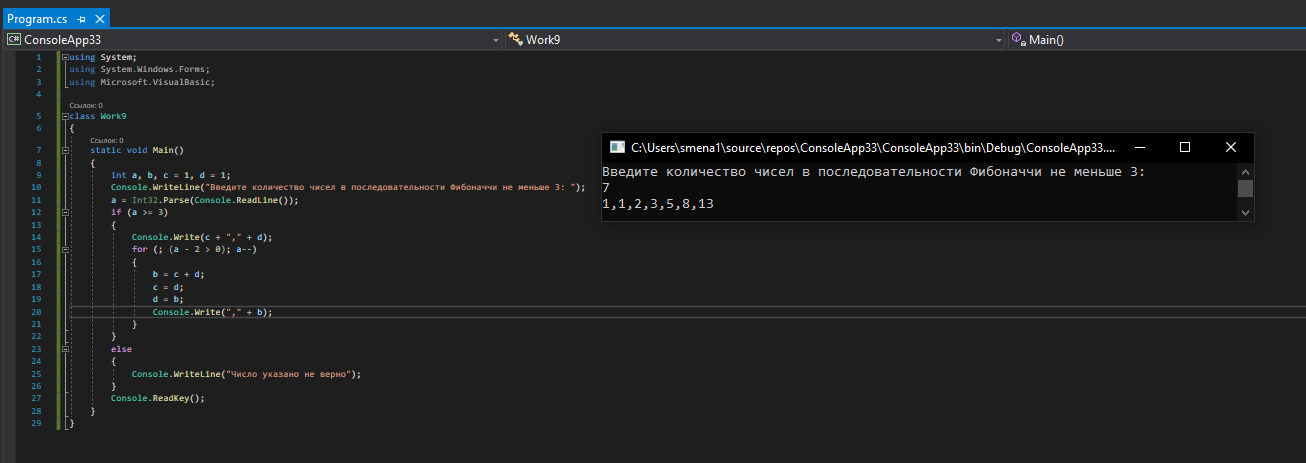 Program.cs
C# ConsoleApp33
Work9
Main()
1 using System;
2 using System.Windows.Forms;
3 using Microsoft.VisualBasic;
4
Ссылок: 0
5 class Work9
6 {
Ссылок: 0
7 static void Main()
8 {
9 int a, b, c = 1, d = 1;
10 Console.WriteLine("Введите количество чисел в последовательности Фибоначчи не меньше 3: ");
11 a = Int32.Parse(Console.ReadLine());
12 if (a >= 3)
13 {
14 Console.Write(c + "," + d);
15 for (; (a - 2 > 0); a--)
16 {
17 b = c + d;
18 c = d;
19 d = b;
20 Console.Write("," + b);
21 }
22 }
23 else
24 {
25 Console.WriteLine("Число указано не верно");
26 }
27 Console.ReadKey();
28 }
29 }
C:\Users\smena1\source\repos\ConsoleApp33\ConsoleApp33\bin\Debug\ConsoleApp33....
Введите количество чисел в последовательности Фибоначчи не меньше 3:
7
1,1,2,3,5,8,13